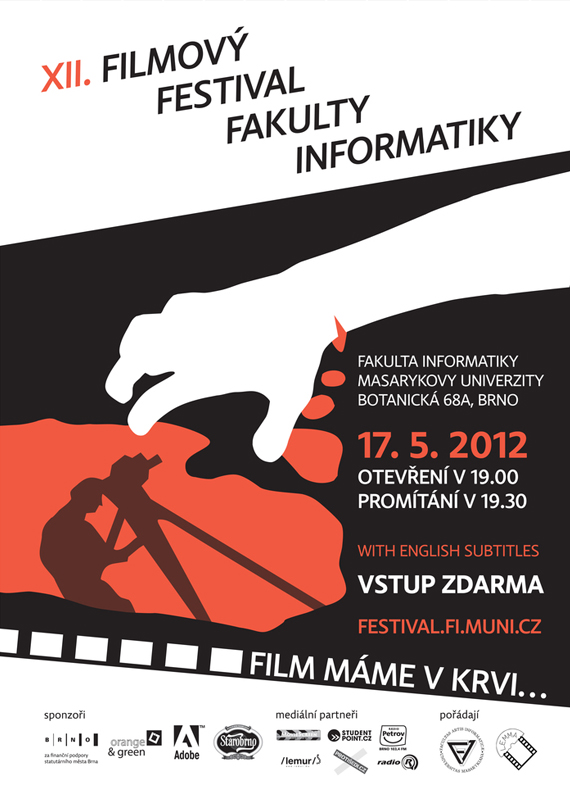 XII. FILMOVÝ
FESTIVAL
FAKULTY
INFORMATIKY
FAKULTA INFORMATIKY
MASARYKOVY UNIVERZITY
BOTANICKÁ 68A, BRNO
17. 5. 2012
OTEVŘENÍ V 19.00
PROMÍTÁNÍ V 19.30
WITH ENGLISH SUBTITLES
VSTUP ZDARMA
FESTIVAL.FI.MUNI.CZ
FILM MÁME V KRVI...
sponzoři
BRNO
za finanční podpory
statutárního města Brna
orange
& green
Adobe
Starobrno
mediální partneři
STUDENT
POINT.CZ
RADIO
Petrov
BRNO 103.4 FM
/lemur/
radio R
pořádají
LEMMA